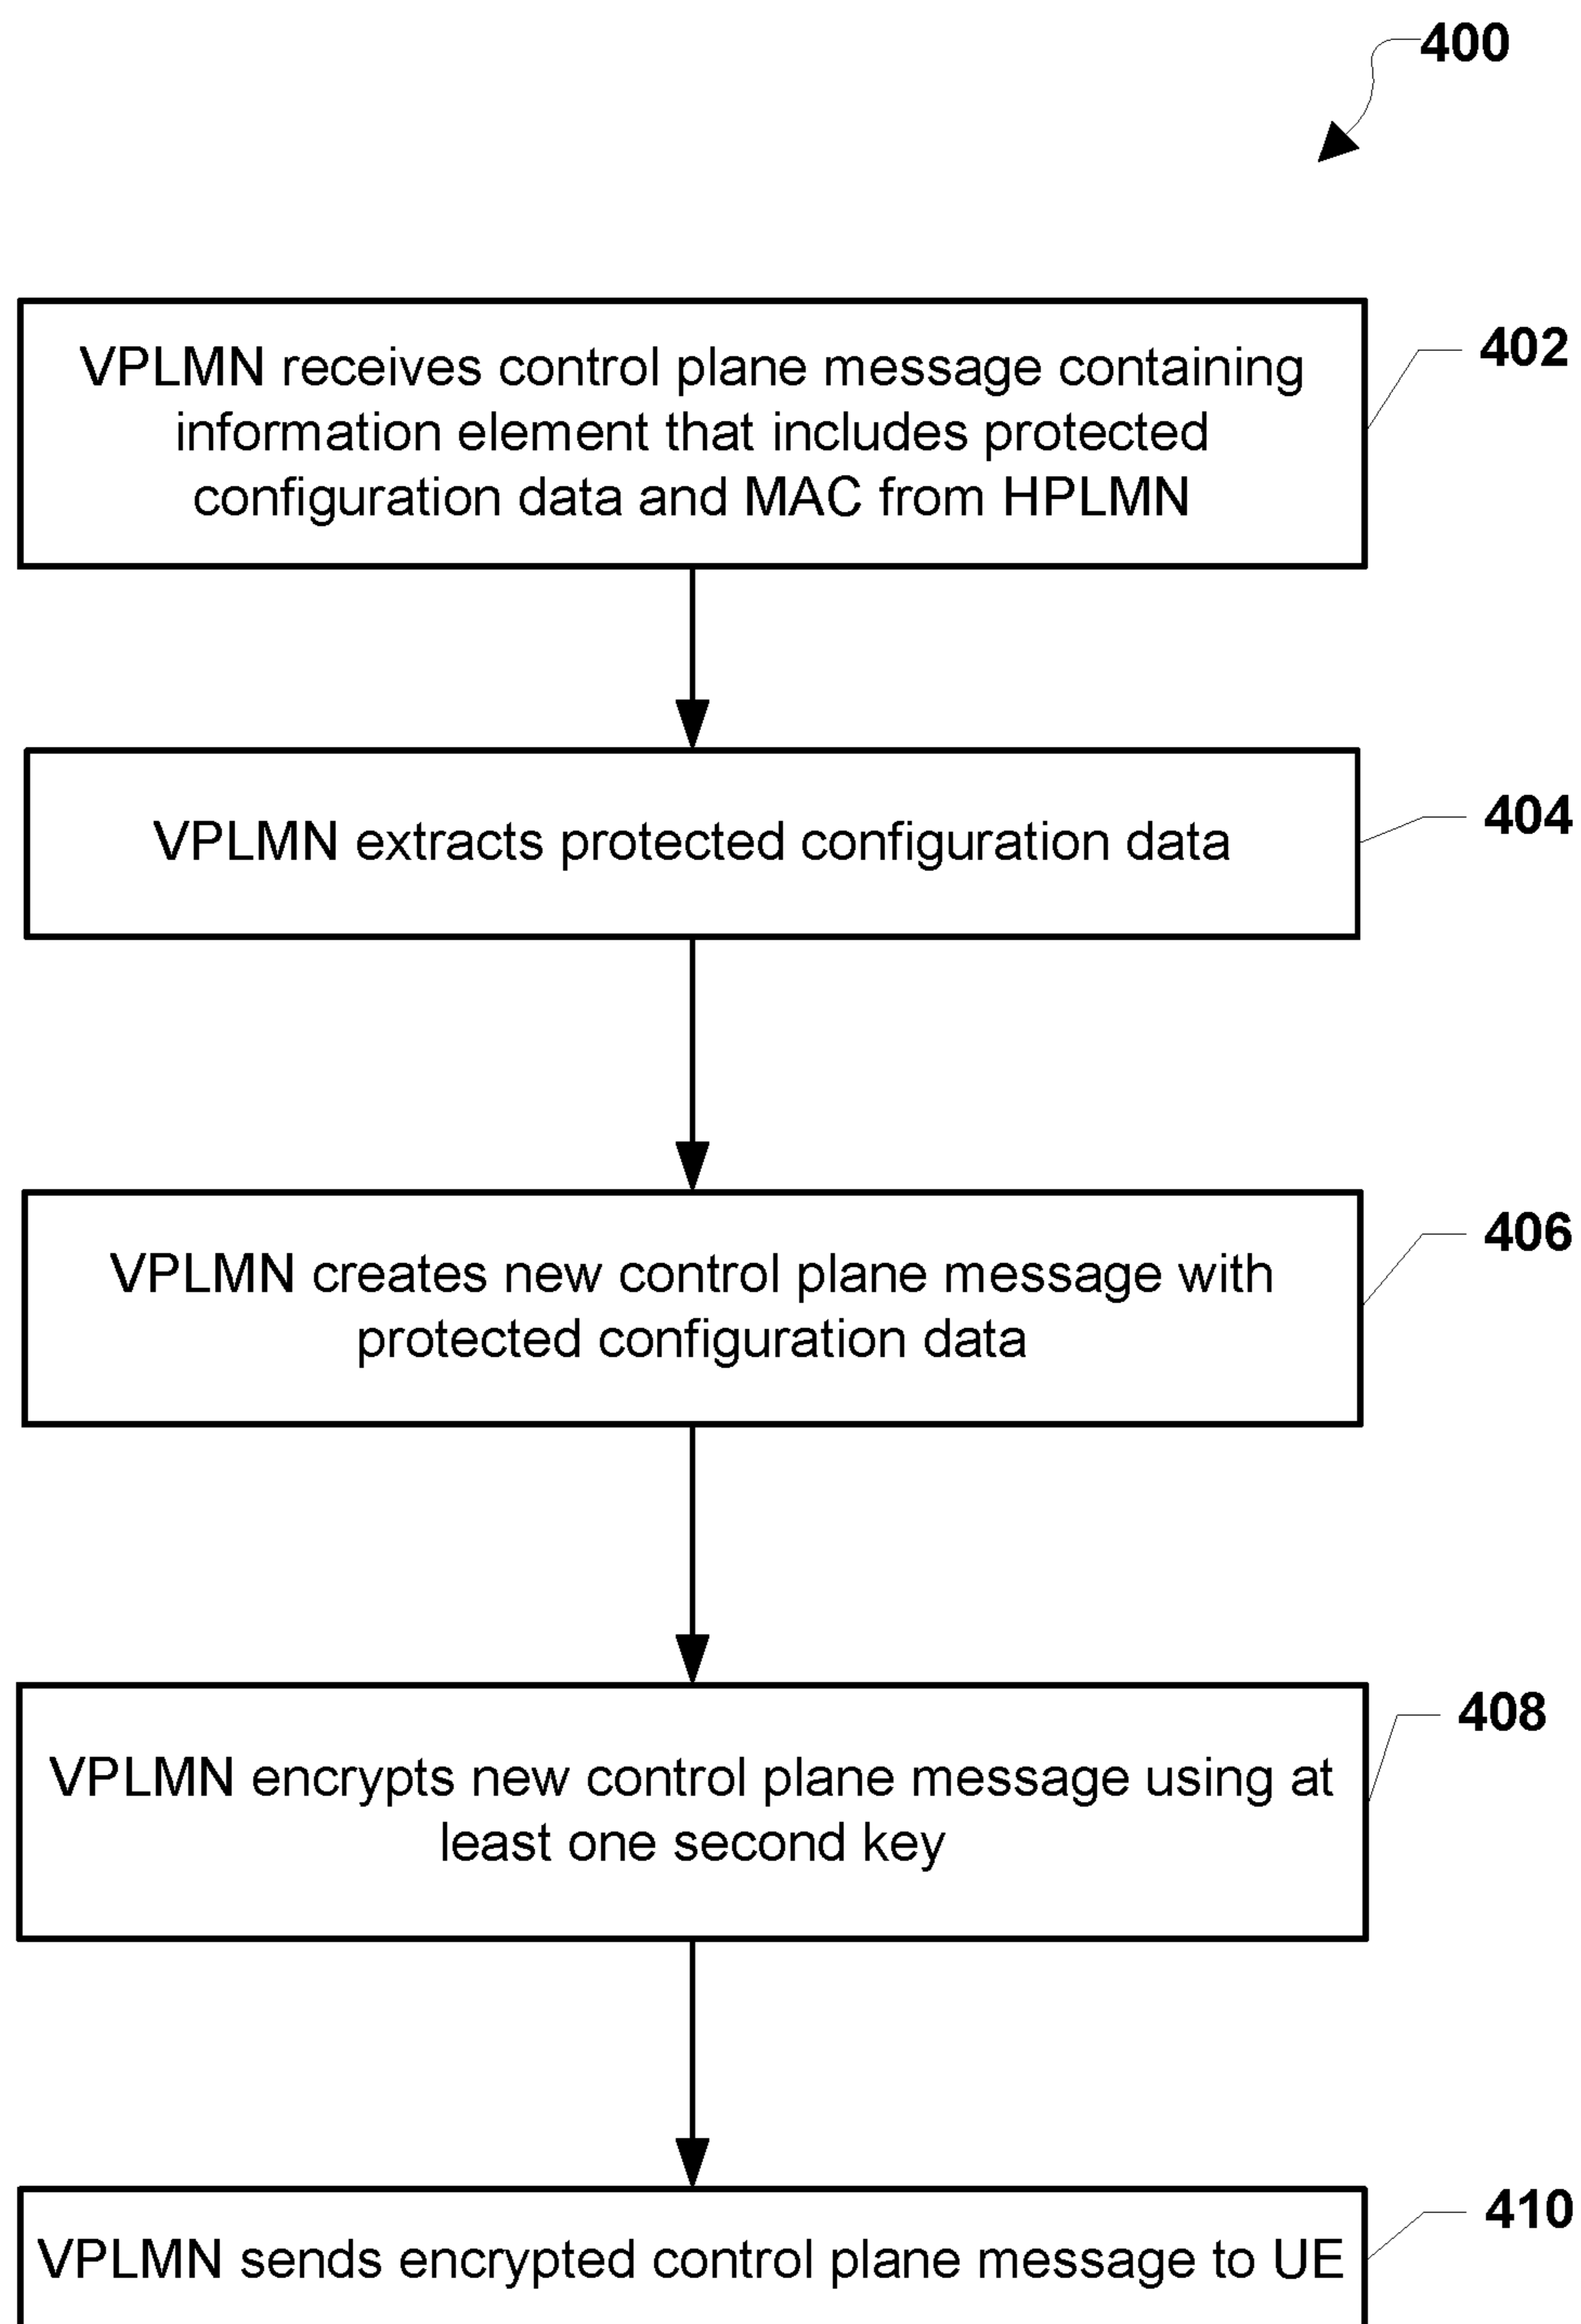 400
VPLMN receives control plane message containing
information element that includes protected
configuration data and MAC from HPLMN
402
VPLMN extracts protected configuration data
404
VPLMN creates new control plane message with
protected configuration data
406
VPLMN encrypts new control plane message using at
least one second key
408
VPLMN sends encrypted control plane message to UE
410